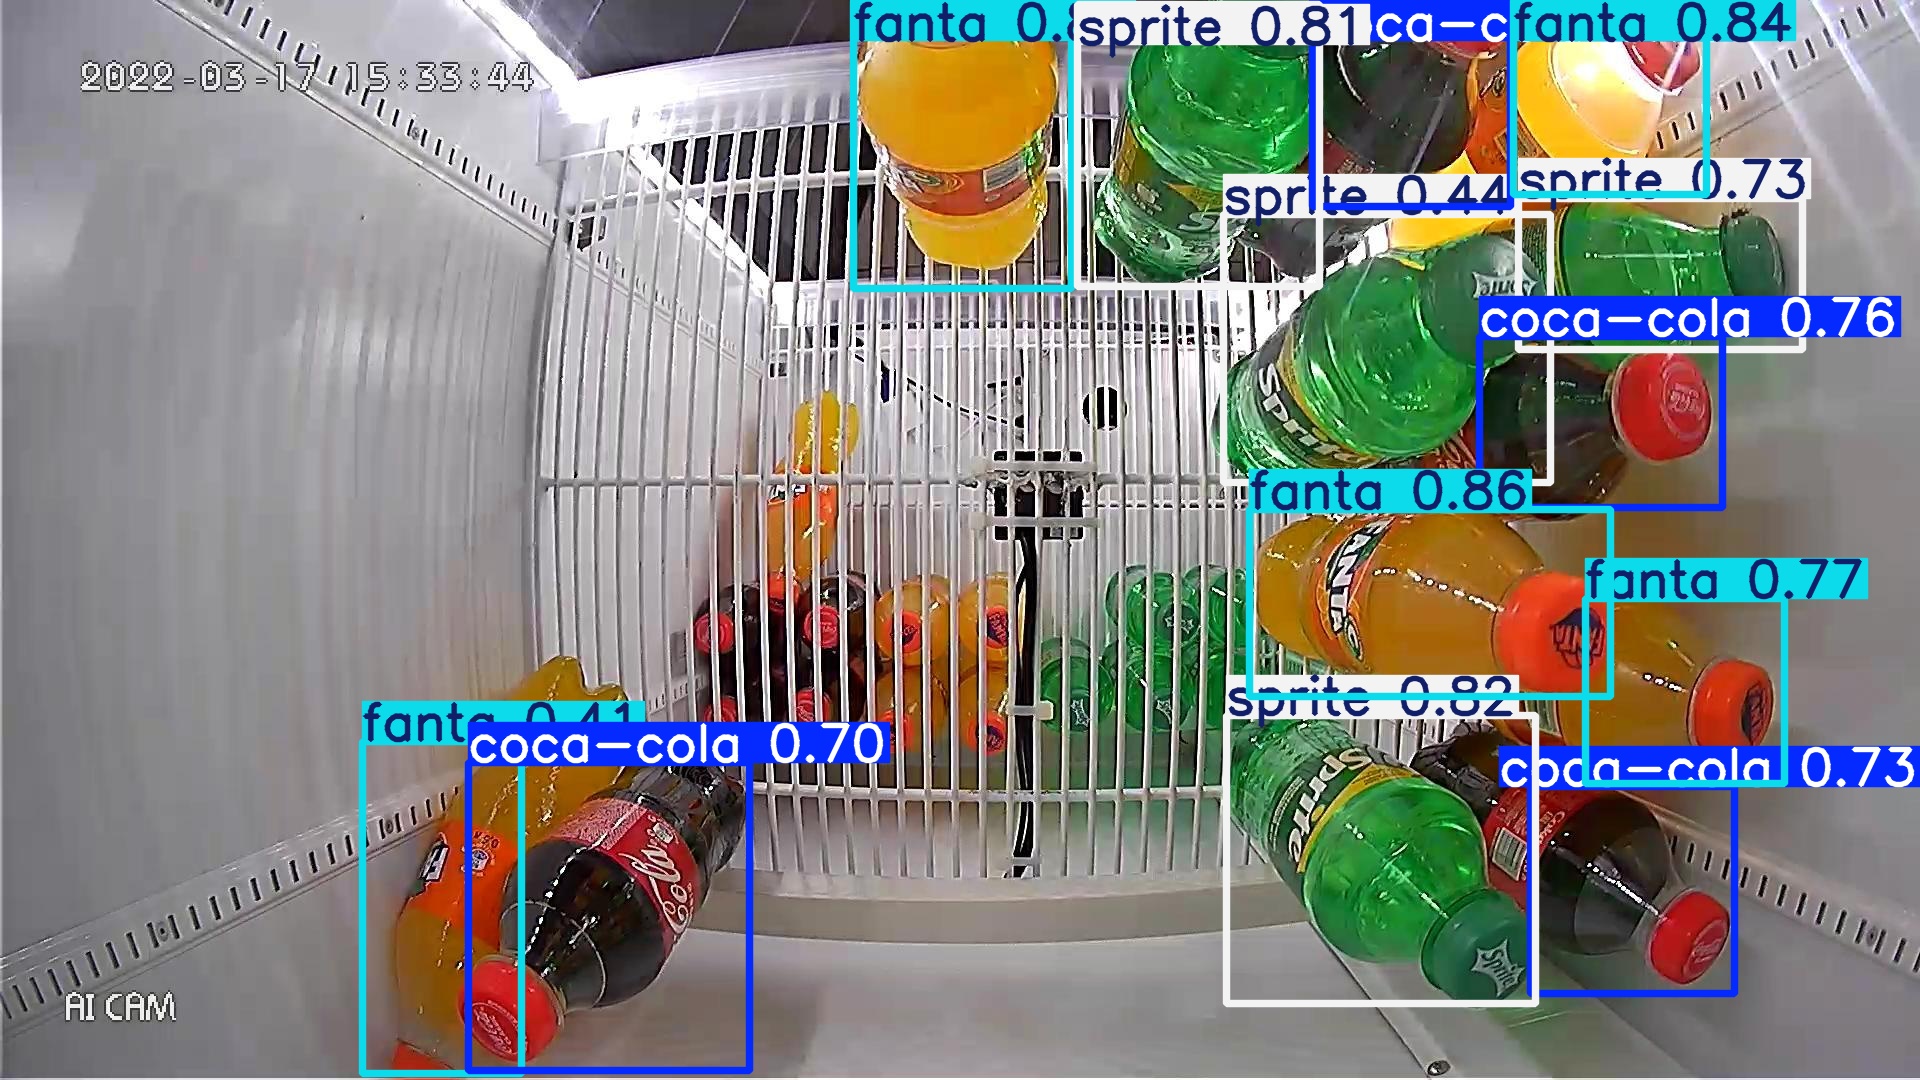 fanta 0.8
sprite 0.81
ca-c
fanta 0.84
2022-03-17 15:33:44
sprite 0.44
sprite 0.73
coca-cola 0.76
Sprite
fanta 0.86
FANTA
fanta 0.77
sprite 0.82
fanta 0.41
coca-cola 0.70
coca-cola 0.73
Sprite
Sprite
AI CAM